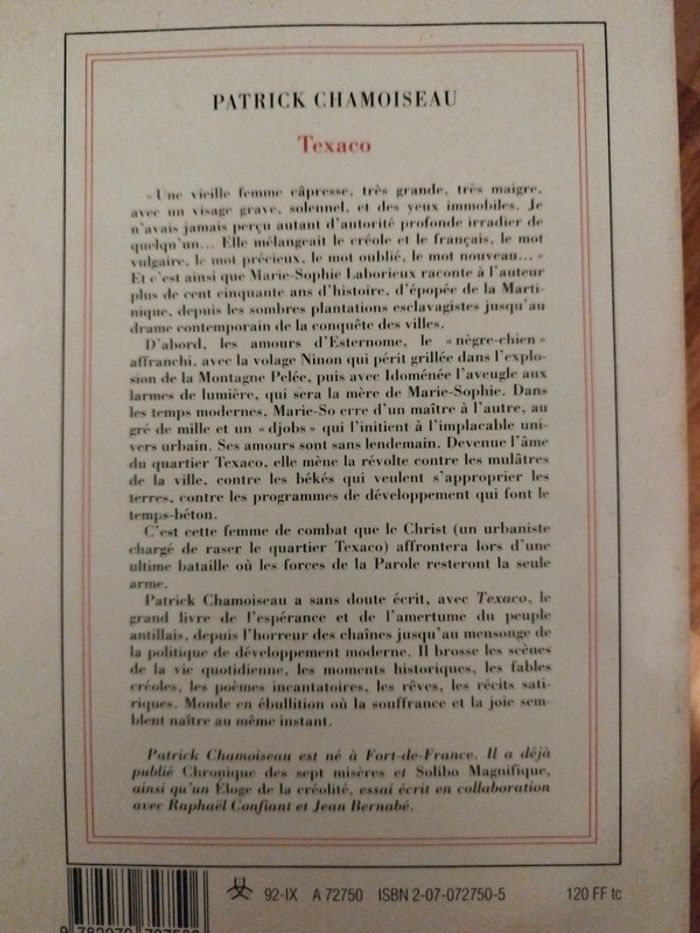 PATRICK CHAMOISEAU
Texaco
« Une vieille femme câpresse, très grande, très maigre,
avec un visage grave, solennel, et des yeux immobiles. Je
n'avais jamais perçu autant d'autorité profonde irradier de
quelqu'un... Elle mélangeait le créole et le français, le mot
vulgaire, le mot précieux, le mot oublié, le mot nouveau... »
Et c'est ainsi que Marie-Sophie Laborieux raconte à l'auteur
plus de cent cinquante ans d'histoire, d'épopée de la Marti-
nique, depuis les sombres plantations esclavagistes jusqu'au
drame contemporain de la conquête des villes.
D'abord, les amours d'Esternome, le « nègre-chien »
affranchi, avec la volage Ninon qui périt grillée dans l'explo-
sion de la Montagne Pelée, puis avec Idoménée l'aveugle aux
larmes de lumière, qui sera la mère de Marie-Sophie. Dans
les temps modernes, Marie-So erre d'un maître à l'autre, au
gré de mille et un « djobs » qui l'initient à l'implacable uni-
vers urbain. Ses amours sont sans lendemain. Devenue l'âme
du quartier Texaco, elle mène la révolte contre les mulâtres
de la ville, contre les békés qui veulent s'approprier les
terres, contre les programmes de développement qui font le
temps-béton.
C'est cette femme de combat que le Christ (un urbaniste
chargé de raser le quartier Texaco) affrontera lors d'une
ultime bataille où les forces de la Parole resteront la seule
arme.
Patrick Chamoiseau a sans doute écrit, avec Texaco, le
grand livre de l'espérance et de l'amertume du peuple
antillais, depuis l'horreur des chaînes jusqu'au mensonge de
la politique de développement moderne. Il brosse les scènes
de la vie quotidienne, les moments historiques, les fables
créoles, les poèmes incantatoires, les rêves, les récits sati-
riques. Monde en ébullition où la souffrance et la joie sem-
blent naître au même instant.
Patrick Chamoiseau est né à Fort-de-France. Il a déjà
publié Chronique des sept misères et Solibo Magnifique,
ainsi qu'un Éloge de la créolité, essai écrit en collaboration
avec Raphaël Confiant et Jean Bernabé.
92-IX A 72750 ISBN 2-07-072750-5 120 FF tc